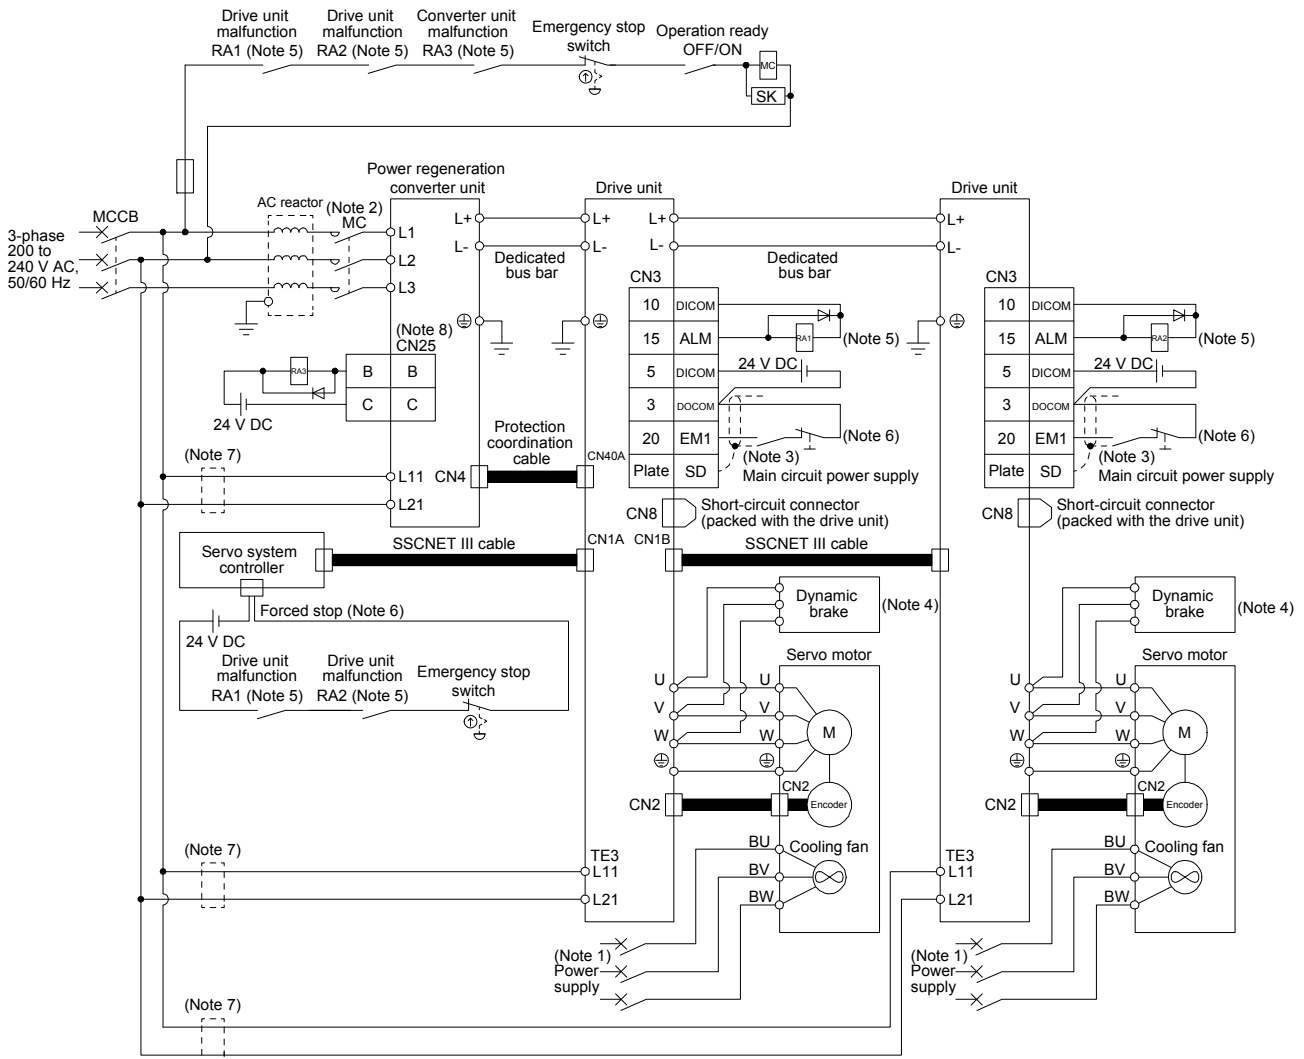 Drive unit
malfunction
RA1 (Note 5)
Drive unit
malfunction
RA2 (Note 5)
Converter unit
malfunction
RA3 (Note 5)
Emergency stop
switch
Operation ready
OFF/ON
MC
SK
3-phase
200 to
240 V AC,
50/60 Hz
MCCB
AC reactor
(Note 2)
MC
Power regeneration
converter unit
L1
L2
L3
L+
L-
Dedicated
bus bar
Drive unit
L+
L-
L+
L-
Dedicated
bus bar
Drive unit
L+
L-
(Note 8)
CN25
B B
C C
RA3
24 V DC
CN3
10 DICOM
15 ALM
5 DICOM
3 DOCOM
20 EM1
Plate SD
RA1
(Note 5)
24 V DC
(Note 6)
(Note 3)
Main circuit power supply
CN3
10 DICOM
15 ALM
5 DICOM
3 DOCOM
20 EM1
Plate SD
RA2
(Note 5)
24 V DC
(Note 6)
(Note 3)
Main circuit power supply
(Note 7)
L11
L21
CN4
Protection
coordination
cable
CN40A
CN8
Short-circuit connector
(packed with the drive unit)
CN8
Short-circuit connector
(packed with the drive unit)
Servo system
controller
SSCNET III cable
CN1A
CN1B
SSCNET III cable
Forced stop (Note 6)
24 V DC
Drive unit
malfunction
RA1 (Note 5)
Drive unit
malfunction
RA2 (Note 5)
Emergency stop
switch
Dynamic
brake
(Note 4)
Servo motor
U
V
W
U
V
W
M
CN2
CN2
Encoder
Cooling fan
BU
BV
BW
Dynamic
brake
(Note 4)
Servo motor
U
V
W
U
V
W
M
CN2
CN2
Encoder
Cooling fan
BU
BV
BW
(Note 7)
TE3
L11
L21
TE3
L11
L21
(Note 1)
Power
supply
(Note 1)
Power
supply
(Note 7)